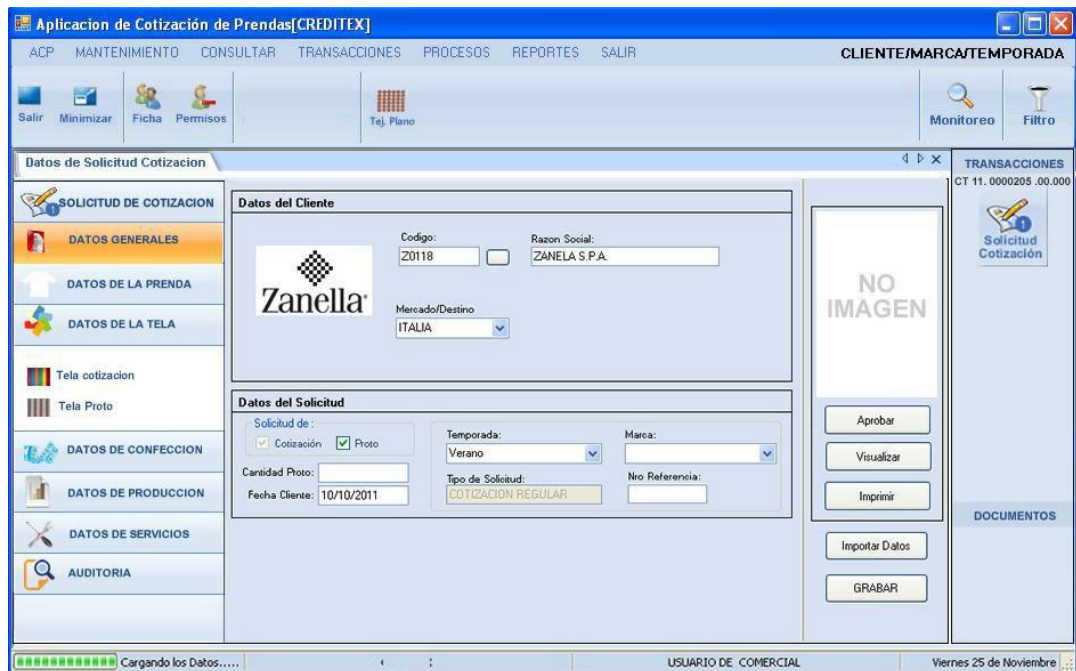 Aplicacion de Cotización de Prendas[CREDITEX]
ACP MANTENIMIENTO CONSULTAR TRANSACCIONES PROCESOS REPORTES SALIR CLIENTE/MARCA/TEMPORADA
Salir Minimizar Ficha Permisos Tej. Plano Monitoreo Filtro
Datos de Solicitud Cotizacion
TRANSACCIONES
CT 11. 0000205 .00.000
1
Solicitud
Cotización
DOCUMENTOS
1
SOLICITUD DE COTIZACION
DATOS GENERALES
DATOS DE LA PRENDA
DATOS DE LA TELA
Tela cotizacion
Tela Proto
DATOS DE CONFECCION
DATOS DE PRODUCCION
DATOS DE SERVICIOS
AUDITORIA
Datos del Cliente
Zanella
Codigo: Razon Social:
Z0118 ZANELA S.P.A.
Mercado/Destino
ITALIA
Datos del Solicitud
Solicitud de :
Cotización Proto
Cantidad Proto:
Fecha Cliente: 10/10/2011
Temporada: Marca:
Verano
Tipo de Solicitud: Nro Referencia:
COTIZACION REGULAR
NO
IMAGEN
Aprobar
Visualizar
Imprimir
Importar Datos
GRABAR
Cargando los Datos..... : USUARIO DE COMERCIAL Viernes 25 de Noviembre